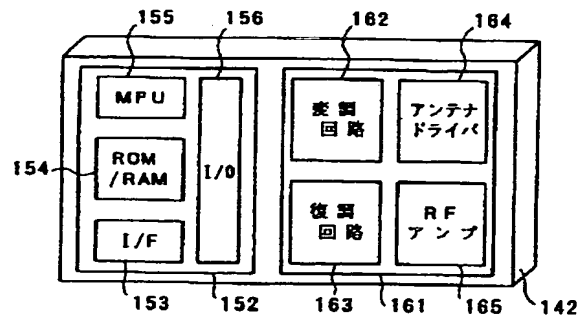 155
156
162
164
MPU
ROM
/RAM
I/F
I/O
変調
回路
アンテナ
ドライバ
復調
回路
RF
アンプ
154
153
152
163
161
165
142